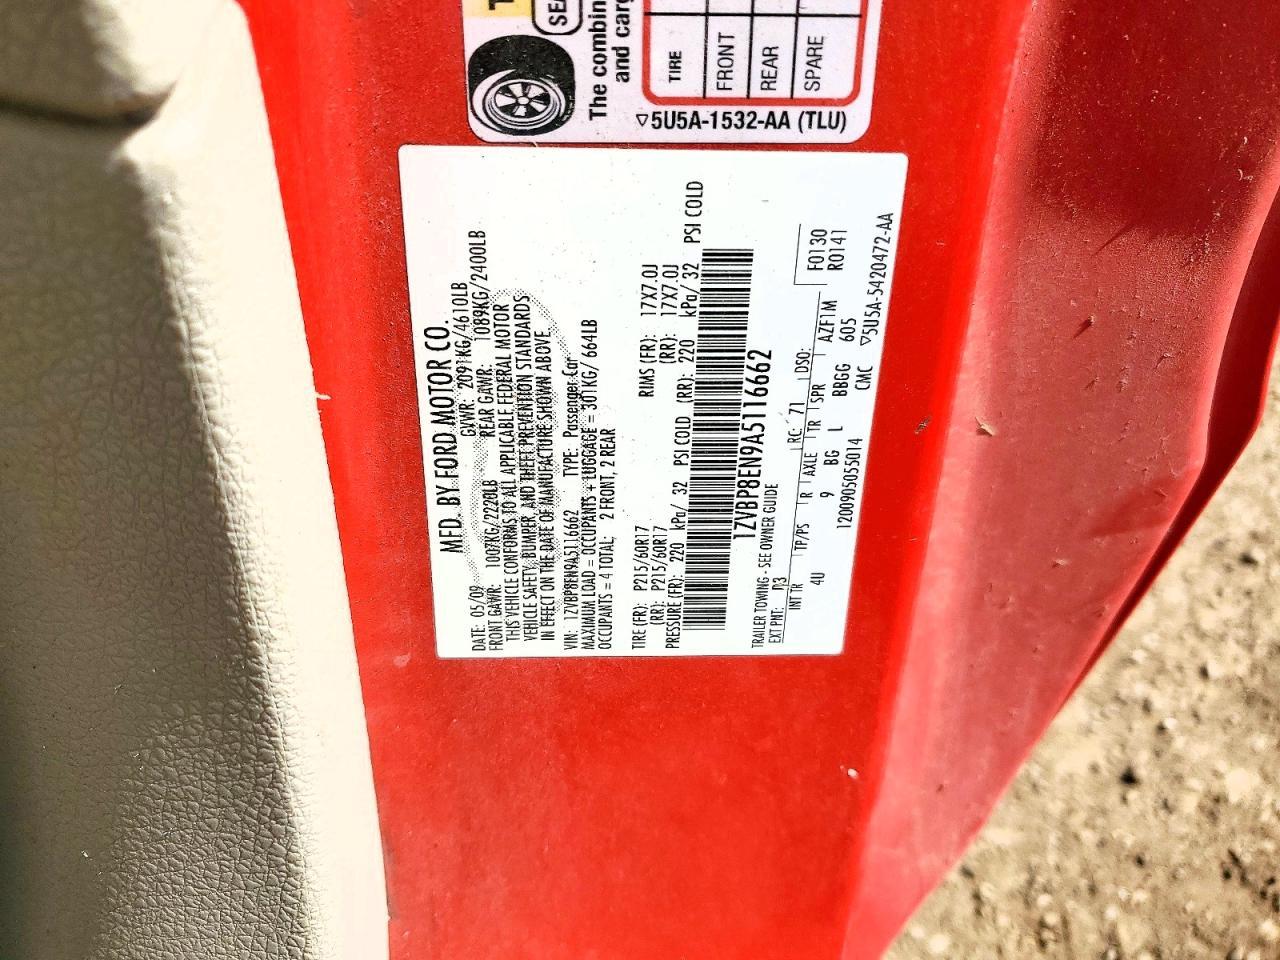 SEA
The combin
and carg
TIRE
FRONT
REAR
SPARE
▽5U5A-1532-AA (TLU)
MFD. BY FORD MOTOR CO.
DATE: 05/09 GVWR: 2091KG/4610LB
FRONT GAWR: 1007KG/2220LB REAR GAWR: 1089KG/2400LB
THIS VEHICLE CONFORMS TO ALL APPLICABLE FEDERAL MOTOR
VEHICLE SAFETY, BUMPER, AND THEFT PREVENTION STANDARDS
IN EFFECT ON THE DATE OF MANUFACTURE SHOWN ABOVE.
VIN: 1ZVBP8EN9A5116662 TYPE: Passenger Car
MAXIMUM LOAD = OCCUPANTS + LUGGAGE = 301KG/ 664LB
OCCUPANTS = 4 TOTAL: 2 FRONT, 2 REAR
TIRE (FR): P215/60R17 RIMS (FR): 17X7.0J
(RR): P215/60R17 (RR): 17X7.0J
PRESSURE (FR): 220 kPa/ 32 PSI COLD (RR): 220 kPa/ 32 PSI COLD
1ZVBP8EN9A5116662
TRAILER TOWING - SEE OWNER GUIDE F0130
EXT PNT: RC: 71 DSO: R0141
INT TR TP/PS R AXLE TR SPR AZF1M
4U 9 BG L BBGG 605
1200905055014 CMC ▽5U5A-5420472-AA